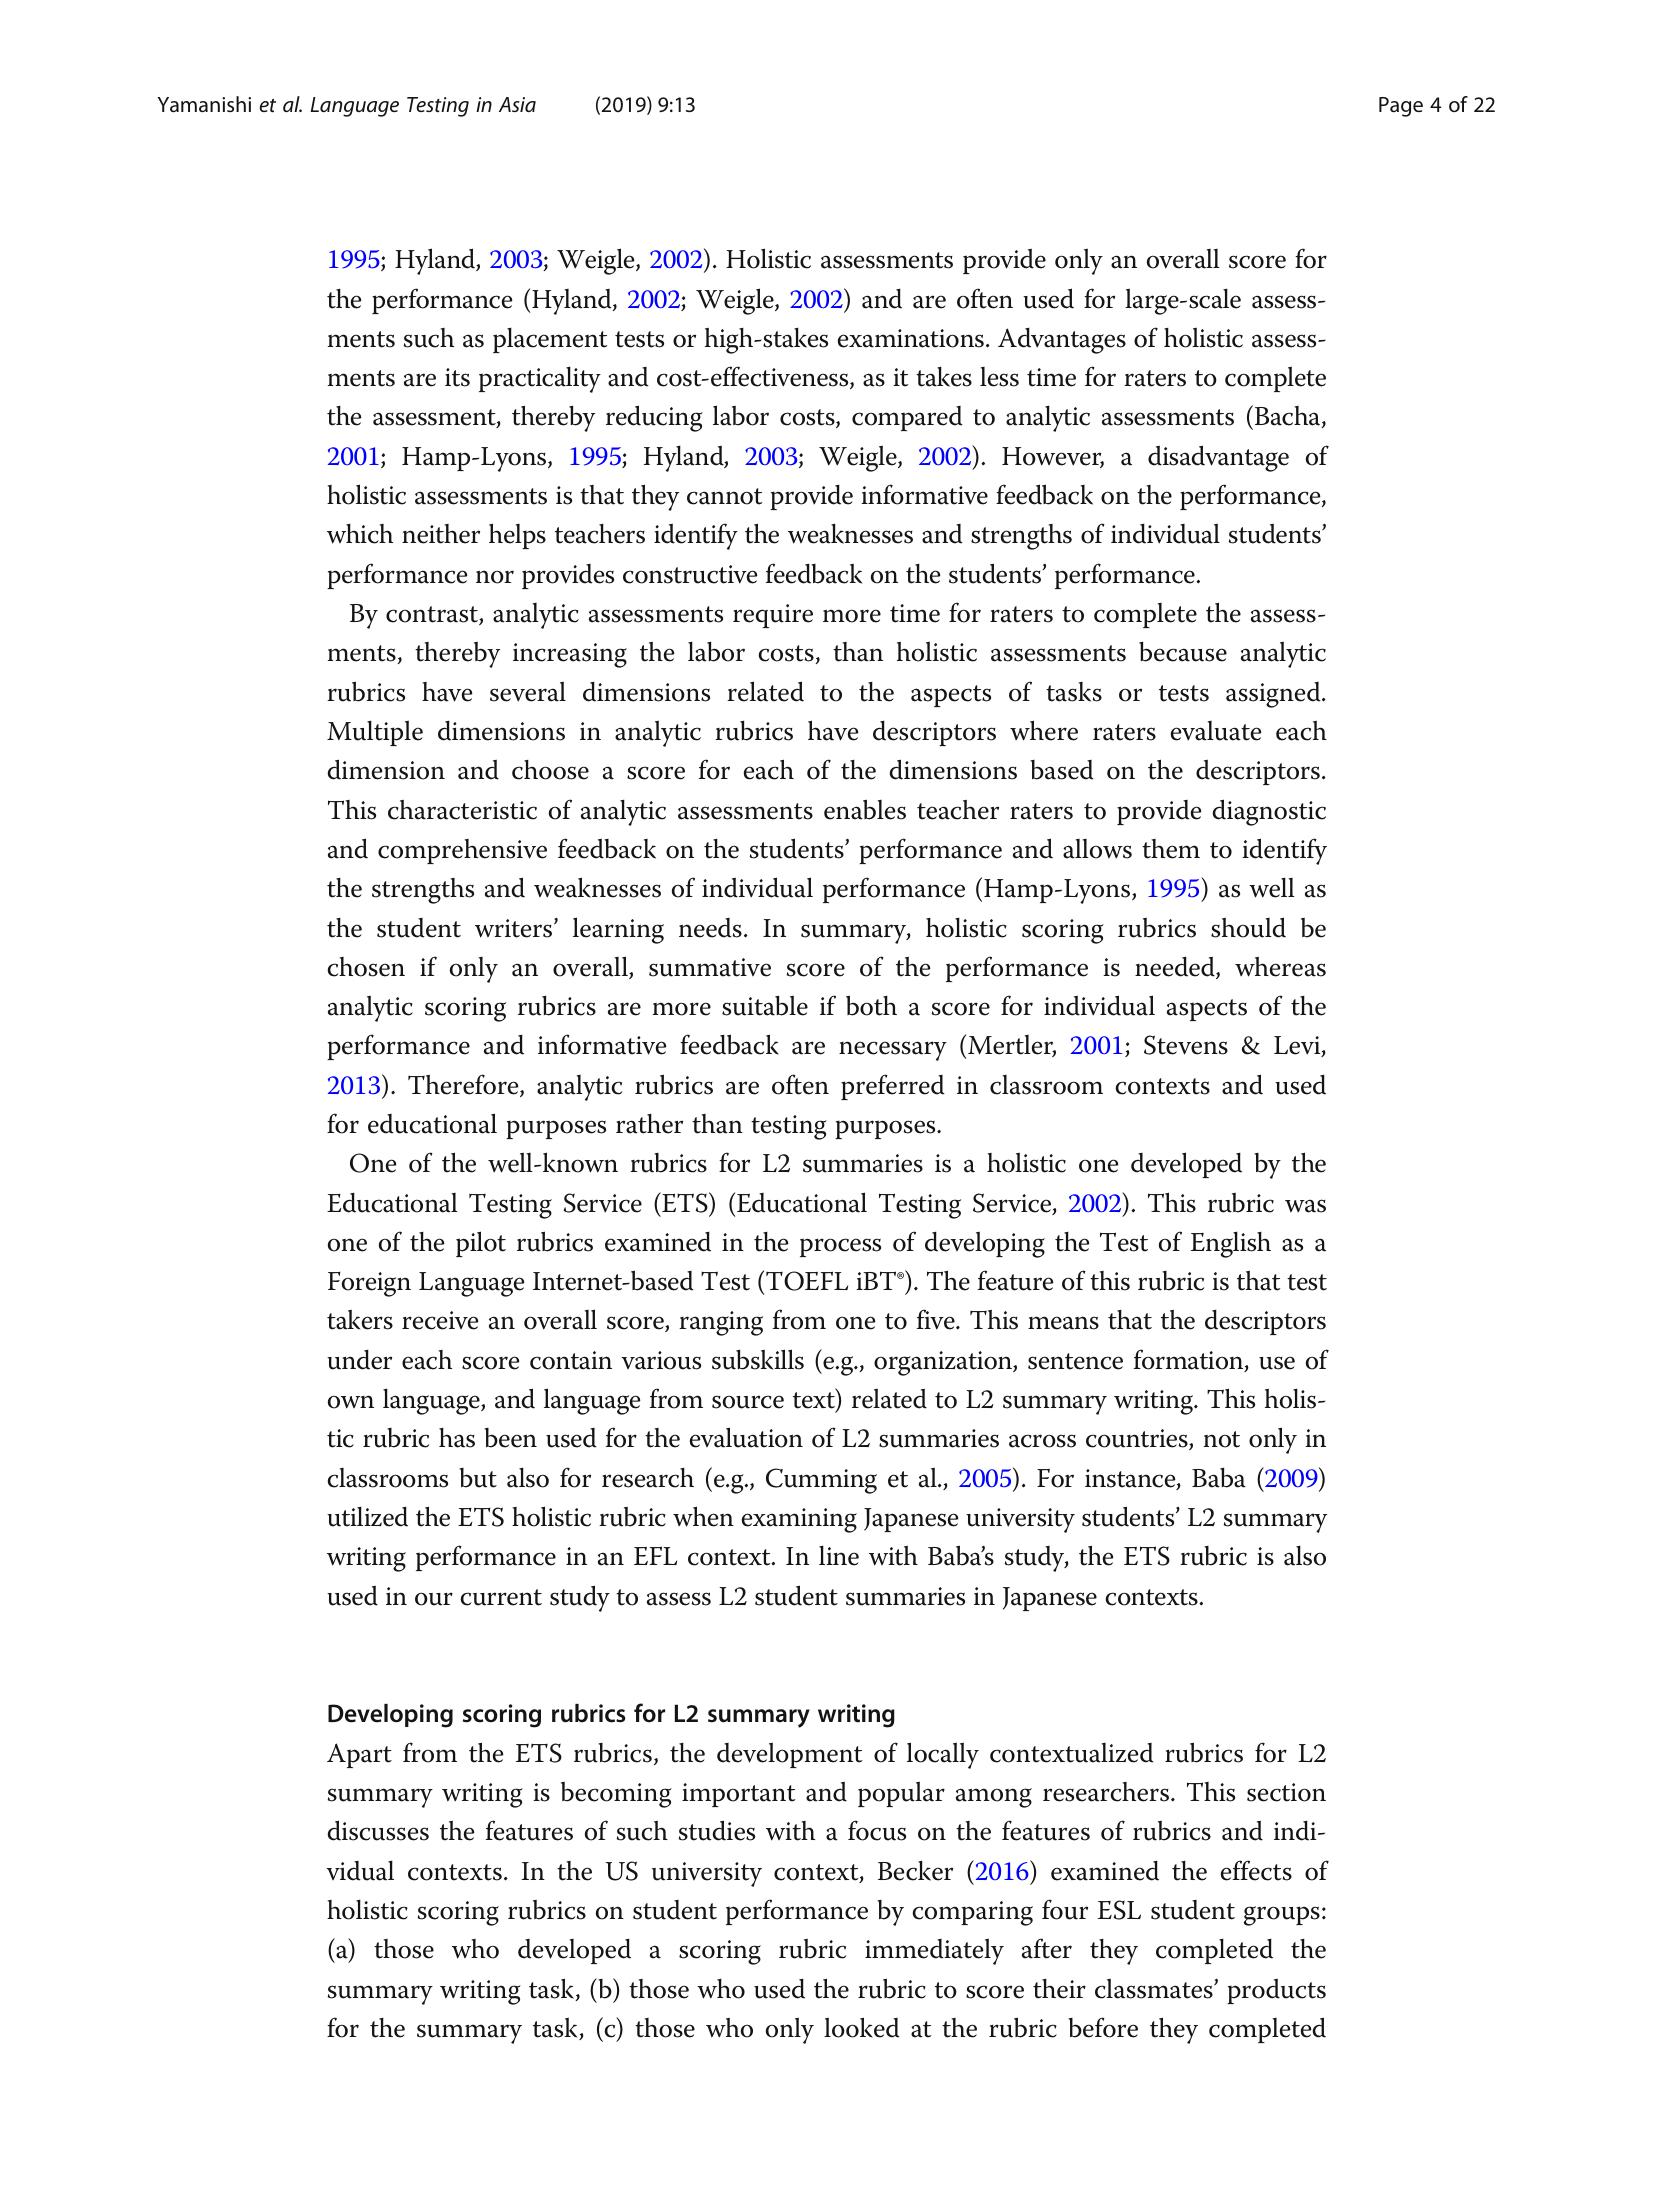 Yamanishi et al. Language Testing in Asia (2019) 9:13 Page 4 of 22
1995; Hyland, 2003; Weigle, 2002). Holistic assessments provide only an overall score for
the performance (Hyland, 2002; Weigle, 2002) and are often used for large-scale assess-
ments such as placement tests or high-stakes examinations. Advantages of holistic assess-
ments are its practicality and cost-effectiveness, as it takes less time for raters to complete
the assessment, thereby reducing labor costs, compared to analytic assessments (Bacha,
2001; Hamp-Lyons, 1995; Hyland, 2003; Weigle, 2002). However, a disadvantage of
holistic assessments is that they cannot provide informative feedback on the performance,
which neither helps teachers identify the weaknesses and strengths of individual students’
performance nor provides constructive feedback on the students’ performance.
By contrast, analytic assessments require more time for raters to complete the assess-
ments, thereby increasing the labor costs, than holistic assessments because analytic
rubrics have several dimensions related to the aspects of tasks or tests assigned.
Multiple dimensions in analytic rubrics have descriptors where raters evaluate each
dimension and choose a score for each of the dimensions based on the descriptors.
This characteristic of analytic assessments enables teacher raters to provide diagnostic
and comprehensive feedback on the students’ performance and allows them to identify
the strengths and weaknesses of individual performance (Hamp-Lyons, 1995) as well as
the student writers’ learning needs. In summary, holistic scoring rubrics should be
chosen if only an overall, summative score of the performance is needed, whereas
analytic scoring rubrics are more suitable if both a score for individual aspects of the
performance and informative feedback are necessary (Mertler, 2001; Stevens & Levi,
2013). Therefore, analytic rubrics are often preferred in classroom contexts and used
for educational purposes rather than testing purposes.
One of the well-known rubrics for L2 summaries is a holistic one developed by the
Educational Testing Service (ETS) (Educational Testing Service, 2002). This rubric was
one of the pilot rubrics examined in the process of developing the Test of English as a
Foreign Language Internet-based Test (TOEFL iBT®). The feature of this rubric is that test
takers receive an overall score, ranging from one to five. This means that the descriptors
under each score contain various subskills (e.g., organization, sentence formation, use of
own language, and language from source text) related to L2 summary writing. This holis-
tic rubric has been used for the evaluation of L2 summaries across countries, not only in
classrooms but also for research (e.g., Cumming et al., 2005). For instance, Baba (2009)
utilized the ETS holistic rubric when examining Japanese university students’ L2 summary
writing performance in an EFL context. In line with Baba’s study, the ETS rubric is also
used in our current study to assess L2 student summaries in Japanese contexts.
Developing scoring rubrics for L2 summary writing
Apart from the ETS rubrics, the development of locally contextualized rubrics for L2
summary writing is becoming important and popular among researchers. This section
discusses the features of such studies with a focus on the features of rubrics and indi-
vidual contexts. In the US university context, Becker (2016) examined the effects of
holistic scoring rubrics on student performance by comparing four ESL student groups:
(a) those who developed a scoring rubric immediately after they completed the
summary writing task, (b) those who used the rubric to score their classmates’ products
for the summary task, (c) those who only looked at the rubric before they completed